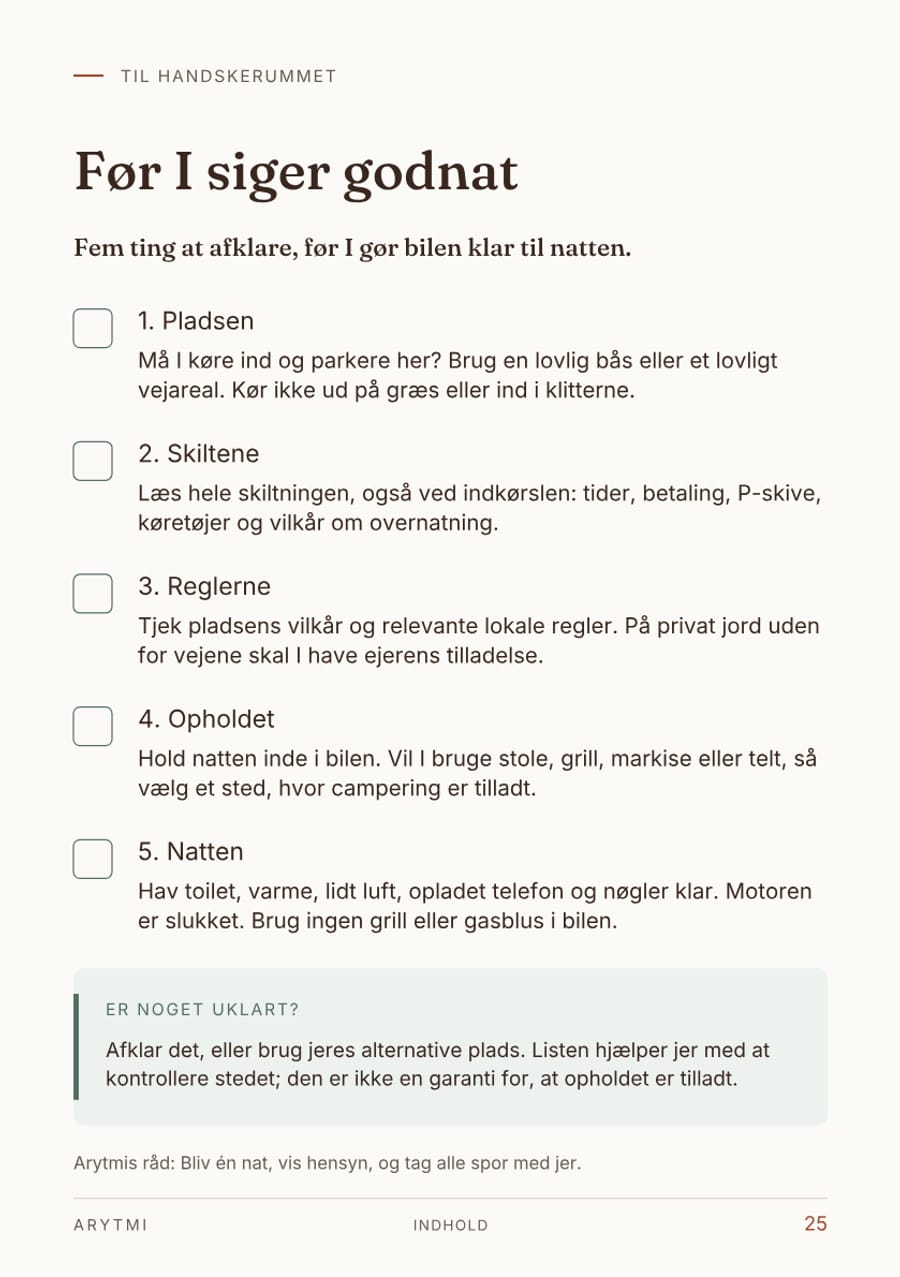 TIL HANDSKERUMMET
Før I siger godnat
Fem ting at afklare, før I gør bilen klar til natten.
1. Pladsen
Må I køre ind og parkere her? Brug en lovlig bås eller et lovligt
vejareal. Kør ikke ud på græs eller ind i klitterne.
2. Skiltene
Læs hele skiltningen, også ved indkørslen: tider, betaling, P-skive,
køretøjer og vilkår om overnatning.
3. Reglerne
Tjek pladsens vilkår og relevante lokale regler. På privat jord uden
for vejene skal I have ejerens tilladelse.
4. Opholdet
Hold natten inde i bilen. Vil I bruge stole, grill, markise eller telt, så
vælg et sted, hvor campering er tilladt.
5. Natten
Hav toilet, varme, lidt luft, opladet telefon og nøgler klar. Motoren
er slukket. Brug ingen grill eller gasblus i bilen.
ER NOGET UKLART?
Afklar det, eller brug jeres alternative plads. Listen hjælper jer med at
kontrollere stedet; den er ikke en garanti for, at opholdet er tilladt.
Arytmis råd: Bliv én nat, vis hensyn, og tag alle spor med jer.
ARYTMI INDHOLD 25